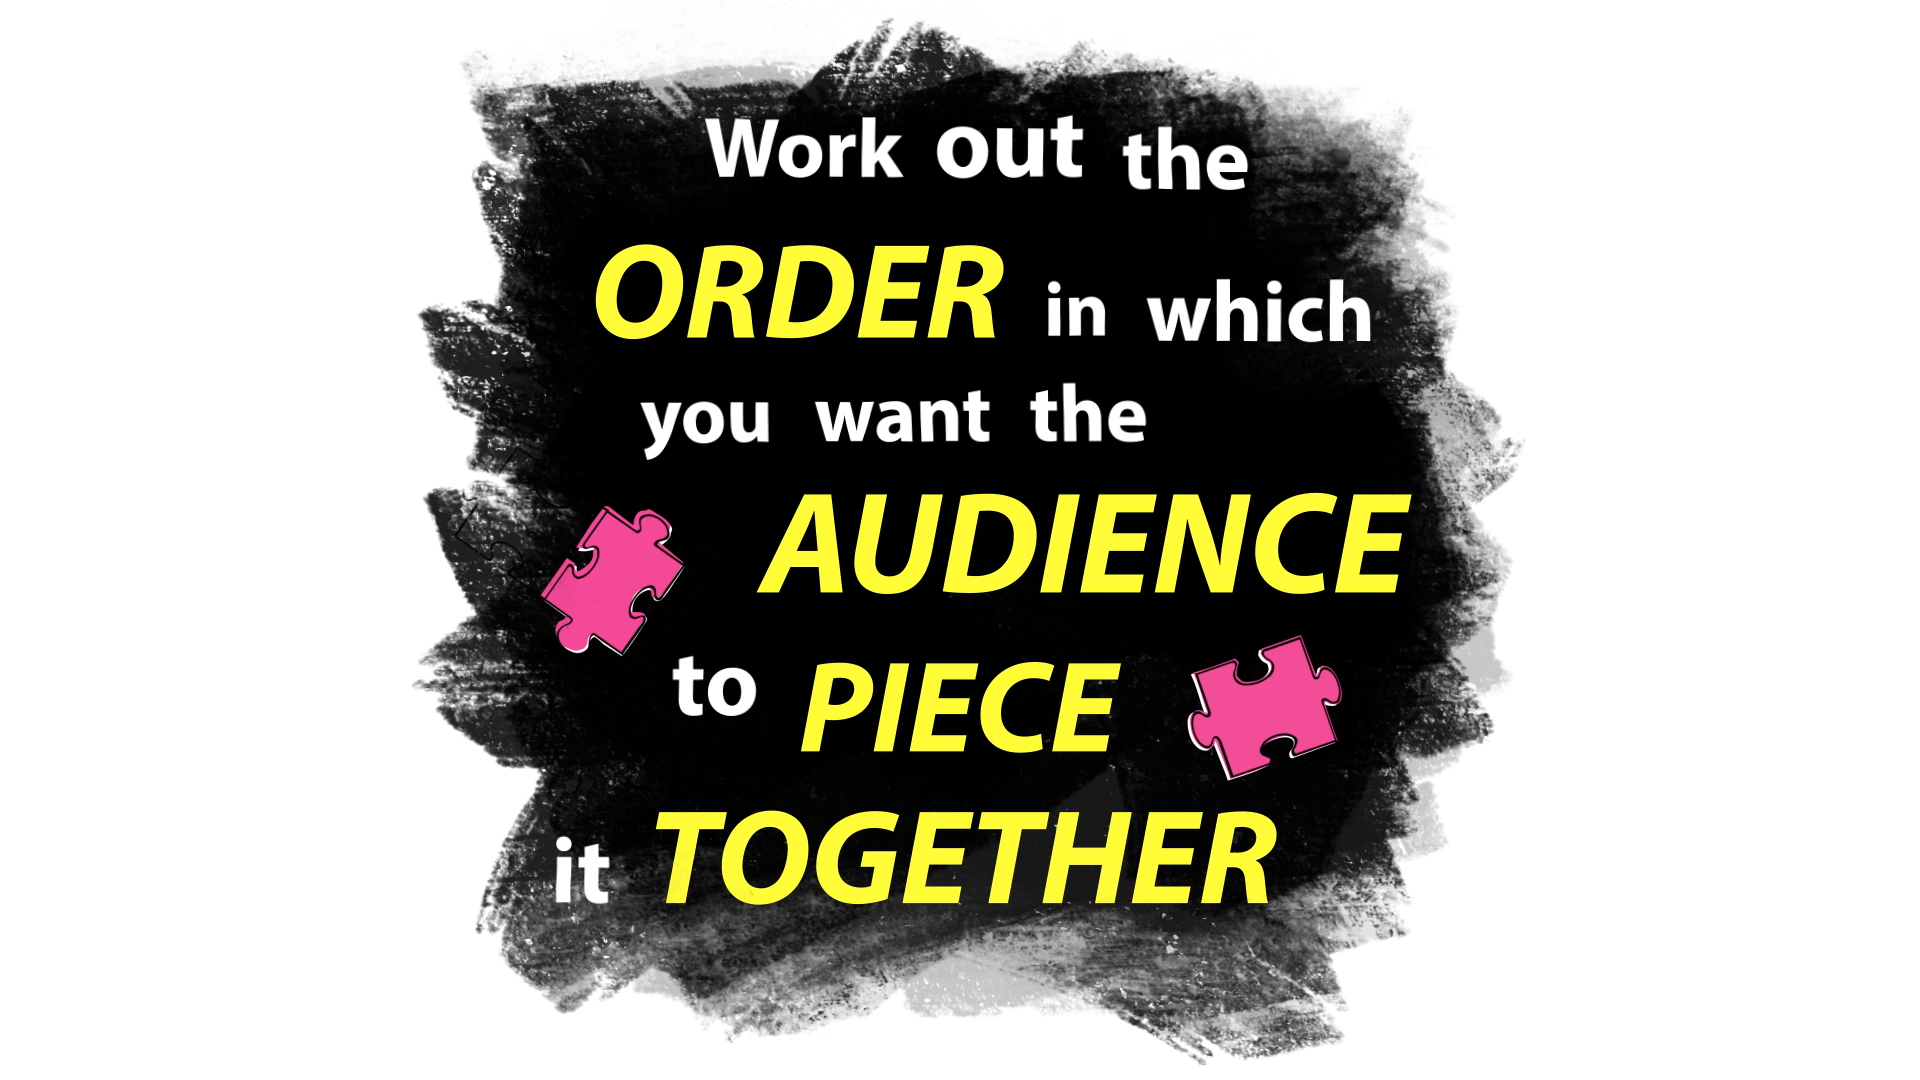 Work out the
ORDER in which
you want the
AUDIENCE
to PIECE
it TOGETHER